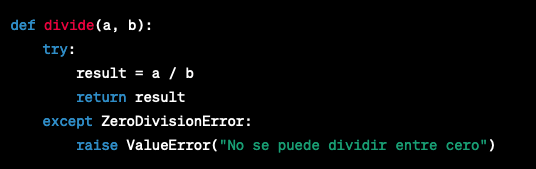 def divide(a, b):
    try:
        result = a / b
        return result
    except ZeroDivisionError:
        raise ValueError("No se puede dividir entre cero")